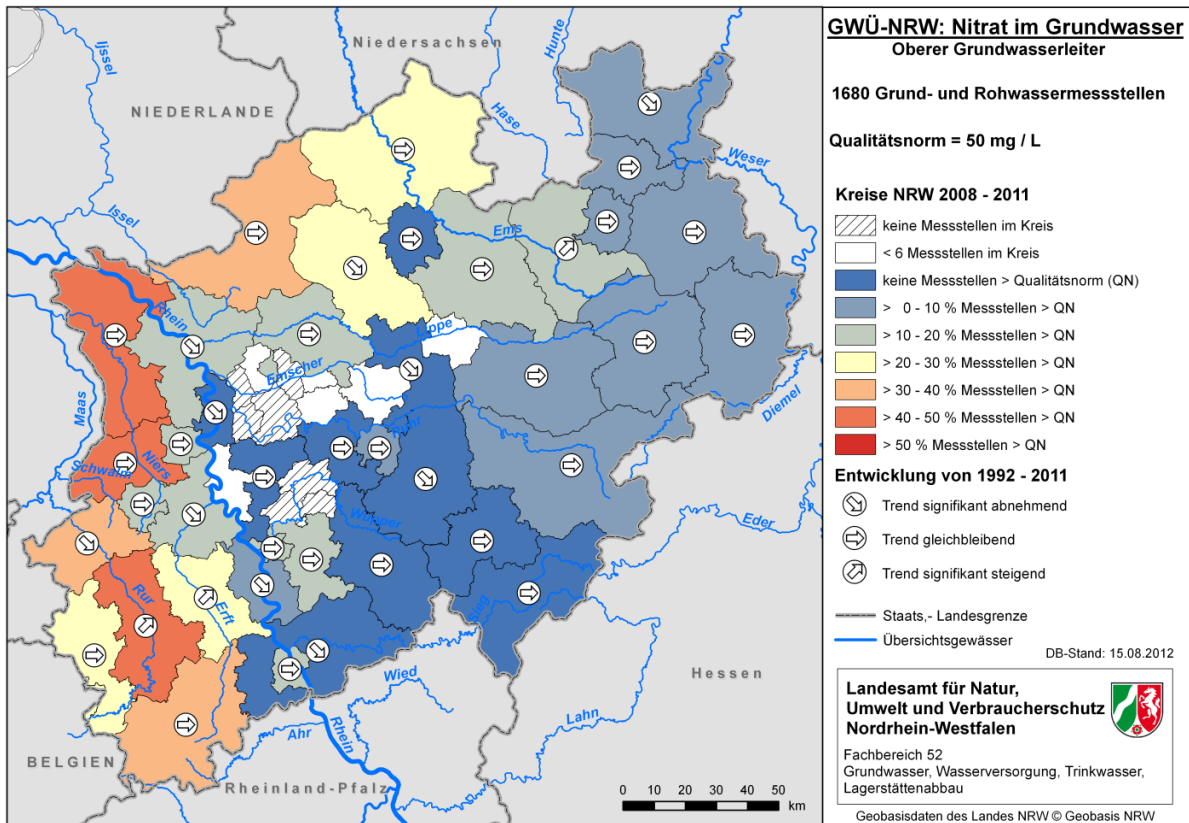 Ijssel
Niedersachsen
Hunte
NIEDERLANDE
Hase
Weser
Issel
Ems
Rhein
Lippe
Emscher
Maas
Diemel
Ruhr
Niers
Schwalm
Wupper
Eder
Rur
Erft
Sieg
Hessen
Wied
Lahn
Rhein
Ahr
BELGIEN
Rheinland-Pfalz
0 10 20 30 40 50
km
GWÜ-NRW: Nitrat im Grundwasser
Oberer Grundwasserleiter
1680 Grund- und Rohwassermessstellen
Qualitätsnorm = 50 mg / L
Kreise NRW 2008 - 2011
keine Messstellen im Kreis
< 6 Messstellen im Kreis
keine Messstellen > Qualitätsnorm (QN)
> 0 - 10 % Messstellen > QN
> 10 - 20 % Messstellen > QN
> 20 - 30 % Messstellen > QN
> 30 - 40 % Messstellen > QN
> 40 - 50 % Messstellen > QN
> 50 % Messstellen > QN
Entwicklung von 1992 - 2011
Trend signifikant abnehmend
Trend gleichbleibend
Trend signifikant steigend
Staats,- Landesgrenze
Übersichtsgewässer
DB-Stand: 15.08.2012
Landesamt für Natur,
Umwelt und Verbraucherschutz
Nordrhein-Westfalen
Fachbereich 52
Grundwasser, Wasserversorgung, Trinkwasser,
Lagerstättenabbau
Geobasisdaten des Landes NRW © Geobasis NRW